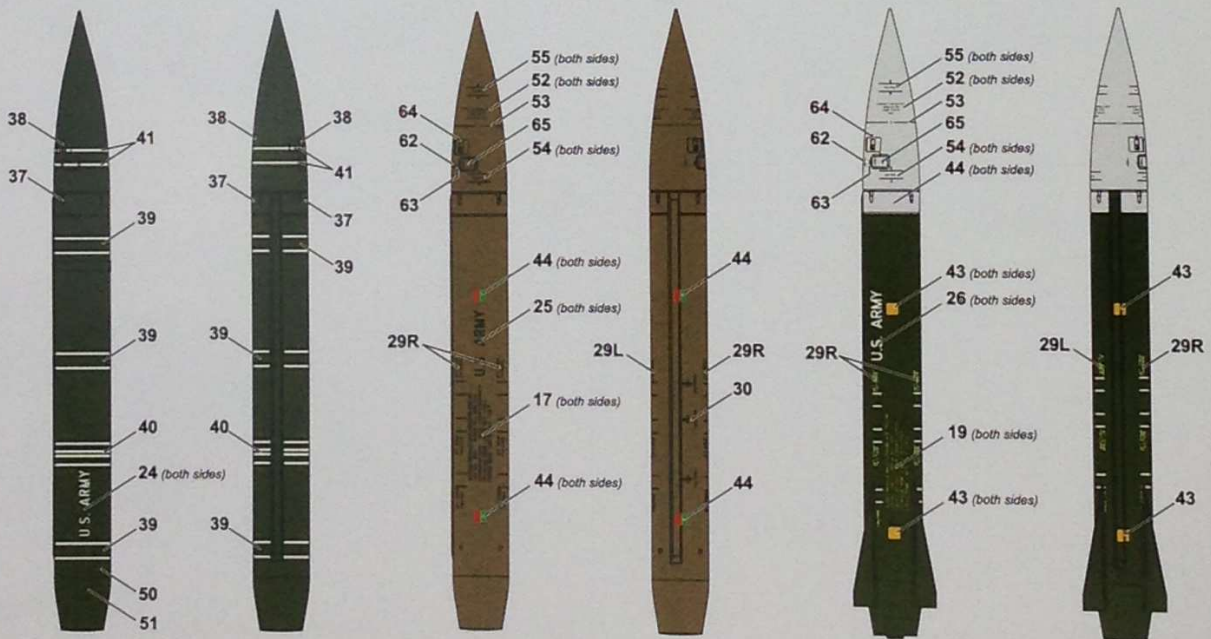 38
41
37
39
39
40
24 (both sides)
U.S. ARMY
39
50
51
38
38
41
37
37
39
39
40
39
55 (both sides)
52 (both sides)
53
64
65
62
54 (both sides)
63
44 (both sides)
25 (both sides)
U.S. ARMY
29R
17 (both sides)
44 (both sides)
44
29L
29R
30
44
55 (both sides)
52 (both sides)
53
64
65
62
54 (both sides)
44 (both sides)
63
43 (both sides)
26 (both sides)
U.S. ARMY
29R
19 (both sides)
43 (both sides)
43
29L
29R
43